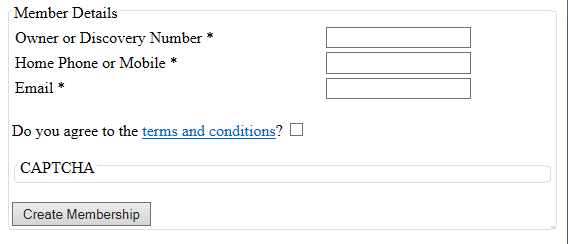 Member Details
Owner or Discovery Number *
Home Phone or Mobile *
Email *
Do you agree to the terms and conditions?
CAPTCHA
Create Membership